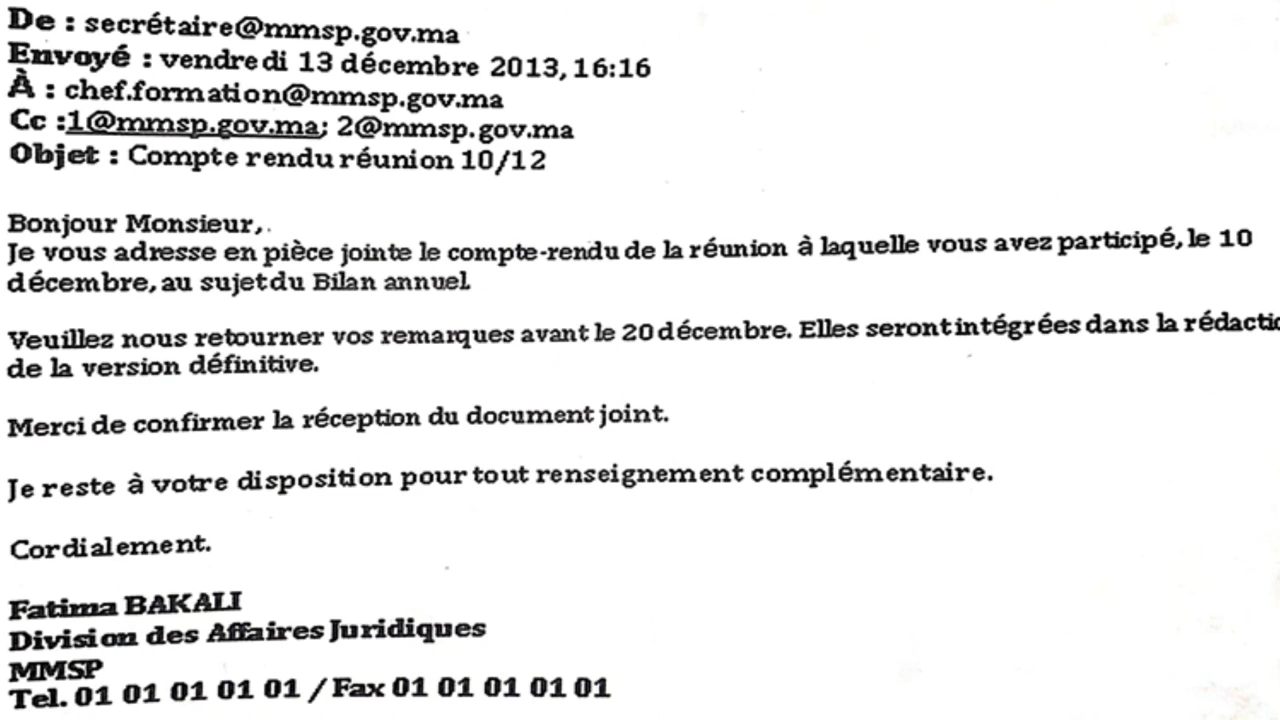 De : secrétaire@mmsp.gov.ma
Envoyé : vendredi 13 décembre 2013, 16:16
À : chef.formation@mmsp.gov.ma
Cc :1@mmsp.gov.ma; 2@mmsp.gov.ma
Objet : Compte rendu réunion 10/12
Bonjour Monsieur,
Je vous adresse en pièce jointe le compte-rendu de la réunion à laquelle vous avez participé, le 10
décembre, au sujet du Bilan annuel
Veuillez nous retourner vos remarques avant le 20 décembre. Elles seront intégrées dans la
de la version définitive.
Merci de confirmer la réception du document joint.
Je reste à votre disposition pour tout renseignement complémentaire.
Cordialement.
Fatima BAKALI
Division des Affaires Juridiques
MMSP
Tel. 01 01 01 01 01 / Fax 01 01 01 01 01